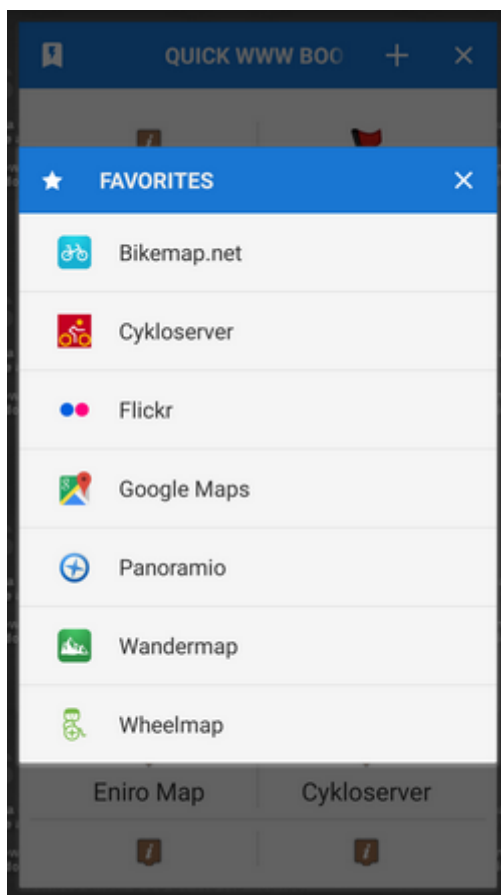 QUICK WWW BOO
FAVORITES
Bikemap.net
Cykloserver
Flickr
Google Maps
Panoramio
Wandermap
Wheelmap
Eniro Map
Cykloserver